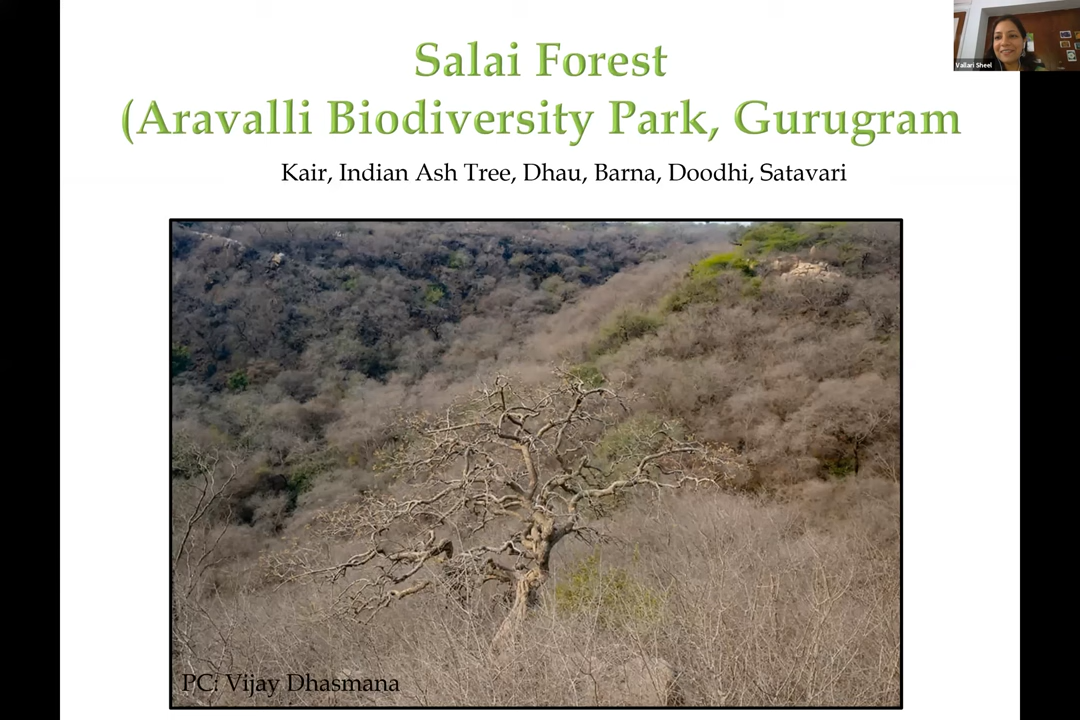 Salai Forest
(Aravalli Biodiversity Park, Gurugram
Kair, Indian Ash Tree, Dhau, Barna, Doodhi, Satavari
PC: Vijay Dhasmana
Vallari Sheel